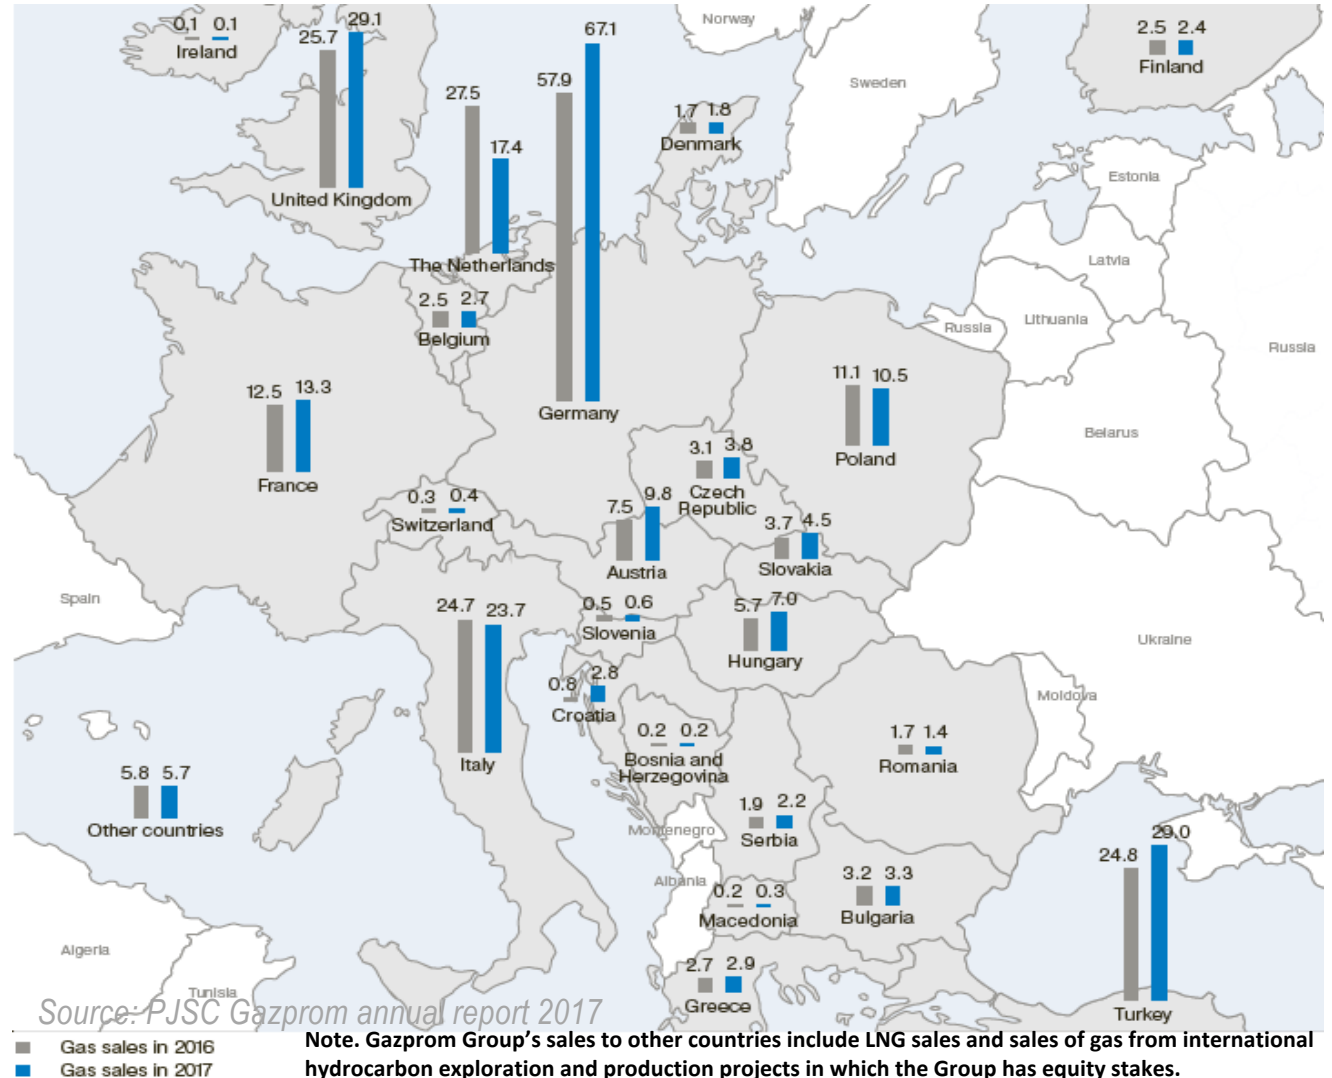 0.1 0.1
Ireland
25.7 29.1
United Kingdom
27.5 17.4
The Netherlands
57.9 67.1
Germany
Norway
Sweden
1.7 1.8
Denmark
2.5 2.4
Finland
Estonia
Latvia
Lithuania
Russia
Russia
Belarus
2.5 2.7
Belgium
12.5 13.3
France
11.1 10.5
Poland
3.1 3.8
Czech
Republic
0.3 0.4
Switzerland
7.5 9.8
Austria
3.7 4.5
Slovakia
Spain
24.7 23.7
Italy
0.5 0.6
Slovenia
5.7 7.0
Hungary
Ukraine
Moldova
0.8 2.8
Croatia
0.2 0.2
Bosnia and
Herzegovina
1.7 1.4
Romania
5.8 5.7
Other countries
Montenegro
1.9 2.2
Serbia
Albania
0.2 0.3
Macedonia
3.2 3.3
Bulgaria
24.8 29.0
Turkey
Algeria
Tunisia
2.7 2.9
Greece
Source: PJSC Gazprom annual report 2017
Gas sales in 2016
Gas sales in 2017
Note. Gazprom Group’s sales to other countries include LNG sales and sales of gas from international
hydrocarbon exploration and production projects in which the Group has equity stakes.